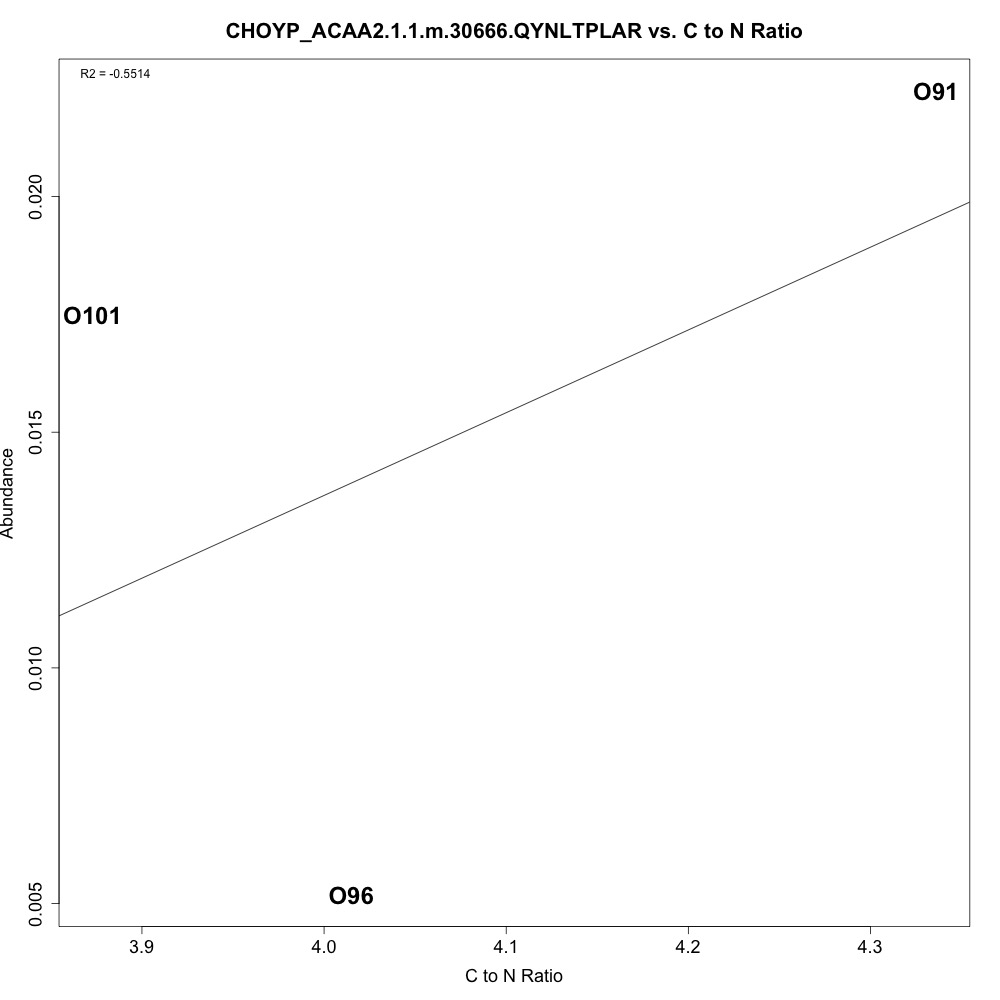 CHOYP_ACAA2.1.1.m.30666.QYNLTPLAR vs. C to N Ratio
R2 = -0.5514
O91
0.020
O101
0.015
Abundance
0.010
O96
0.005
3.9 4.0 4.1 4.2 4.3
C to N Ratio